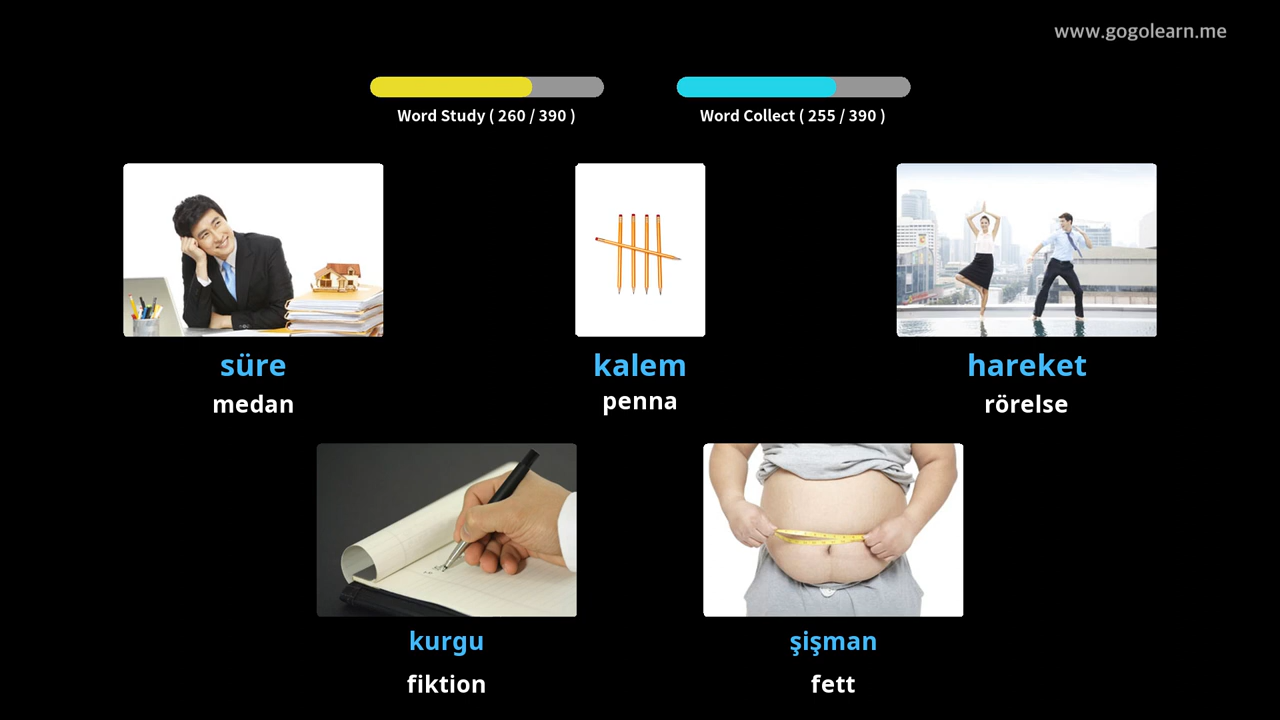 www.gogolearn.me
Word Study ( 260 / 390 )
Word Collect ( 255 / 390 )
süre
kalem
hareket
medan
penna
rörelse
kurgu
şişman
fiktion
fett